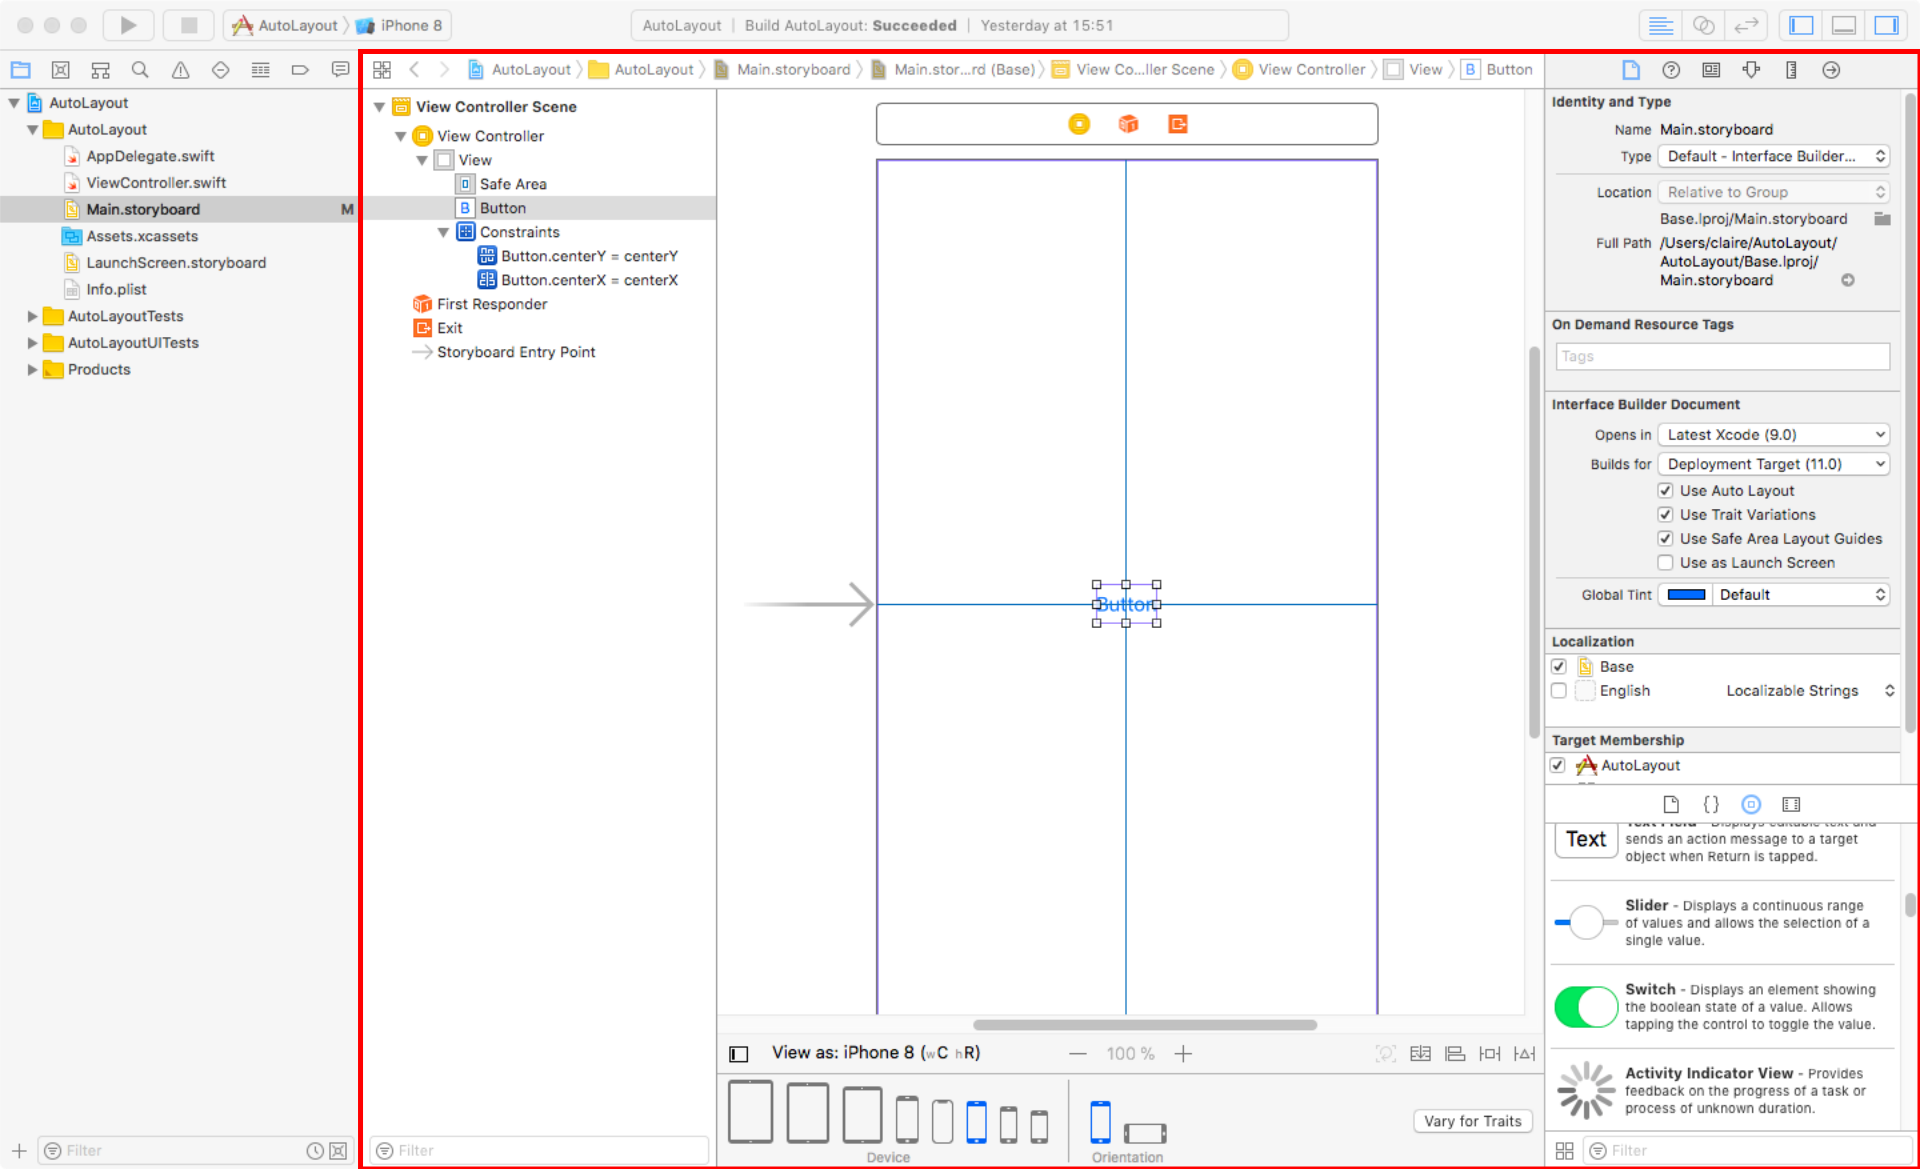 AutoLayout iPhone 8
AutoLayout | Build AutoLayout: Succeeded | Yesterday at 15:51
AutoLayout AutoLayout Main.storyboard Main.stor...rd (Base) View Co...ller Scene View Controller View B Button
AutoLayout
AutoLayout
AppDelegate.swift
ViewController.swift
Main.storyboard M
Assets.xcassets
LaunchScreen.storyboard
Info.plist
AutoLayoutTests
AutoLayoutUITests
Products
Filter
View Controller Scene
View Controller
View
Safe Area
B Button
Constraints
Button.centerY = centerY
Button.centerX = centerX
First Responder
Exit
Storyboard Entry Point
Filter
Button
View as: iPhone 8 (wC hR)
100 %
Device
Orientation
Vary for Traits
Identity and Type
Name Main.storyboard
Type Default - Interface Builder...
Location Relative to Group
Base.lproj/Main.storyboard
Full Path /Users/claire/AutoLayout/
AutoLayout/Base.lproj/
Main.storyboard
On Demand Resource Tags
Tags
Interface Builder Document
Opens in Latest Xcode (9.0)
Builds for Deployment Target (11.0)
Use Auto Layout
Use Trait Variations
Use Safe Area Layout Guides
Use as Launch Screen
Global Tint Default
Localization
Base
English Localizable Strings
Target Membership
AutoLayout
{}
Text
Text Field - Displays editable text and
sends an action message to a target
object when Return is tapped.
Slider - Displays a continuous range
of values and allows the selection of a
single value.
Switch - Displays an element showing
the boolean state of a value. Allows
tapping the control to toggle the value.
Activity Indicator View - Provides
feedback on the progress of a task or
process of unknown duration.
Filter